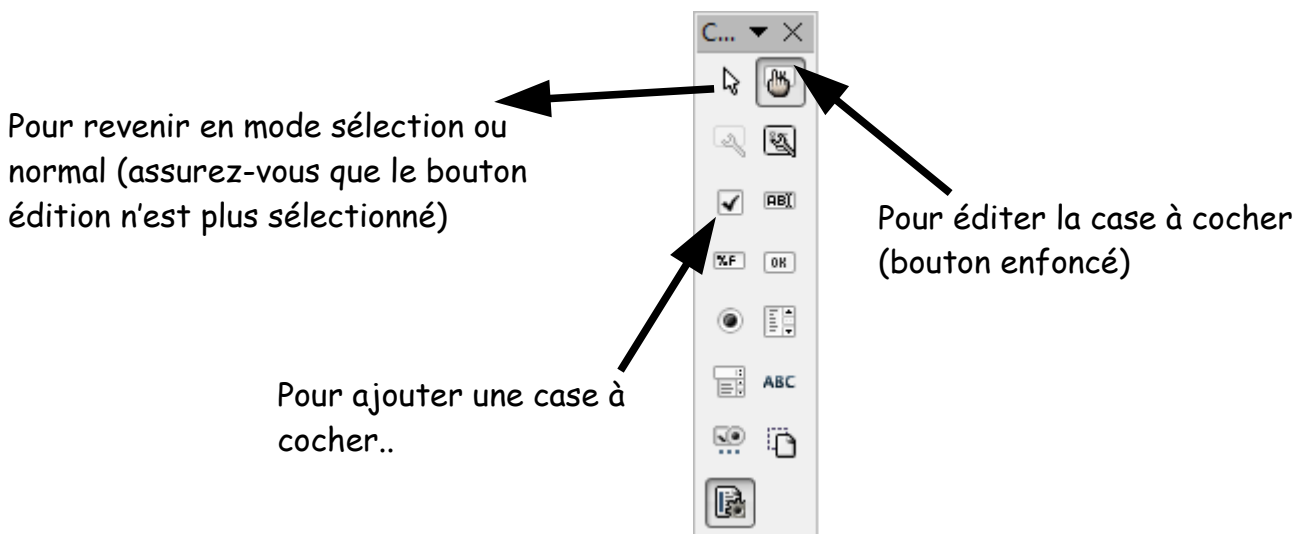 C...
Pour revenir en mode sélection ou
normal (assurez-vous que le bouton
édition n'est plus sélectionné)
ABI
Pour éditer la case à cocher
(bouton enfoncé)
%F OK
Pour ajouter une case à
cocher..
ABC